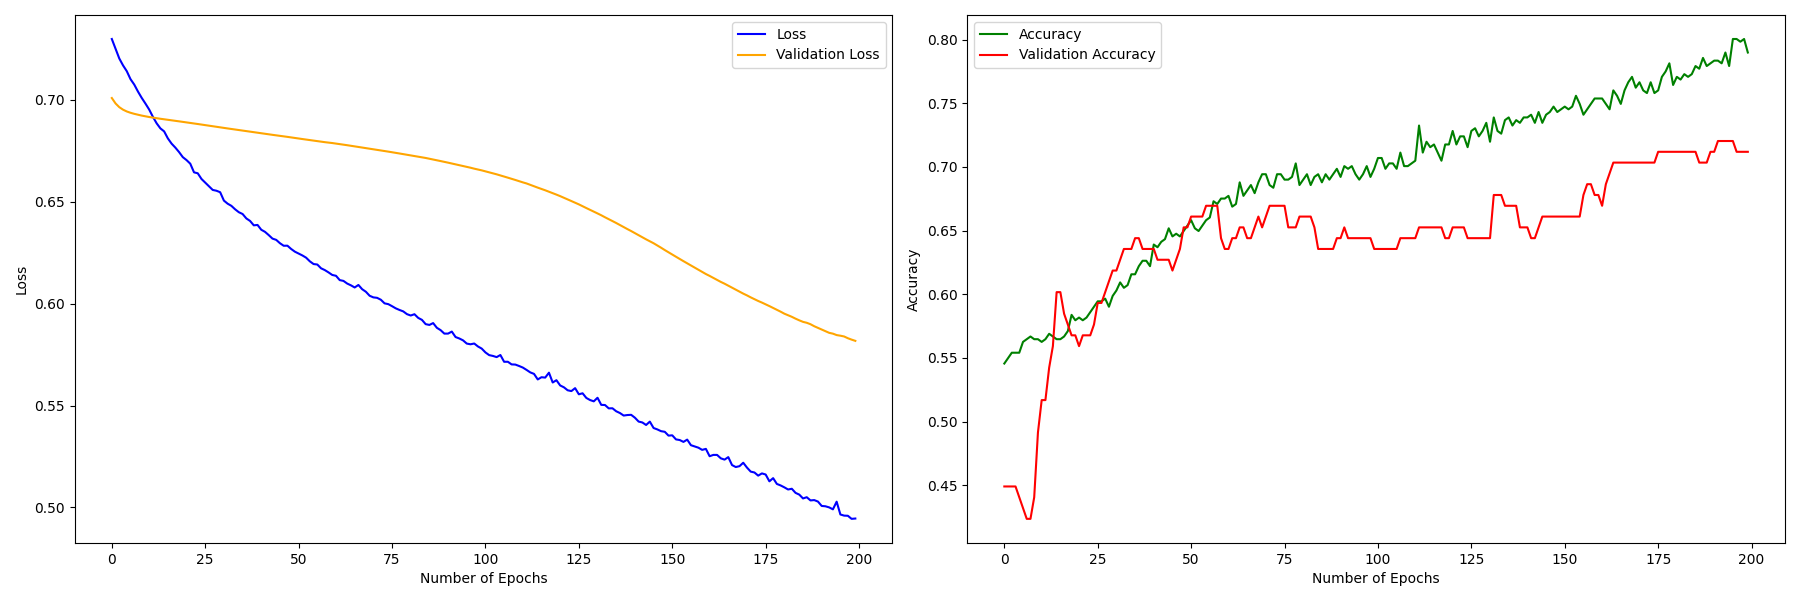 Loss
Validation Loss
0.70
0.65
0.60
0.55
0.50
Loss
0 25 50 75 100 125 150 175 200
Number of Epochs
Accuracy
Validation Accuracy
0.80
0.75
0.70
0.65
0.60
0.55
0.50
0.45
Accuracy
0 25 50 75 100 125 150 175 200
Number of Epochs